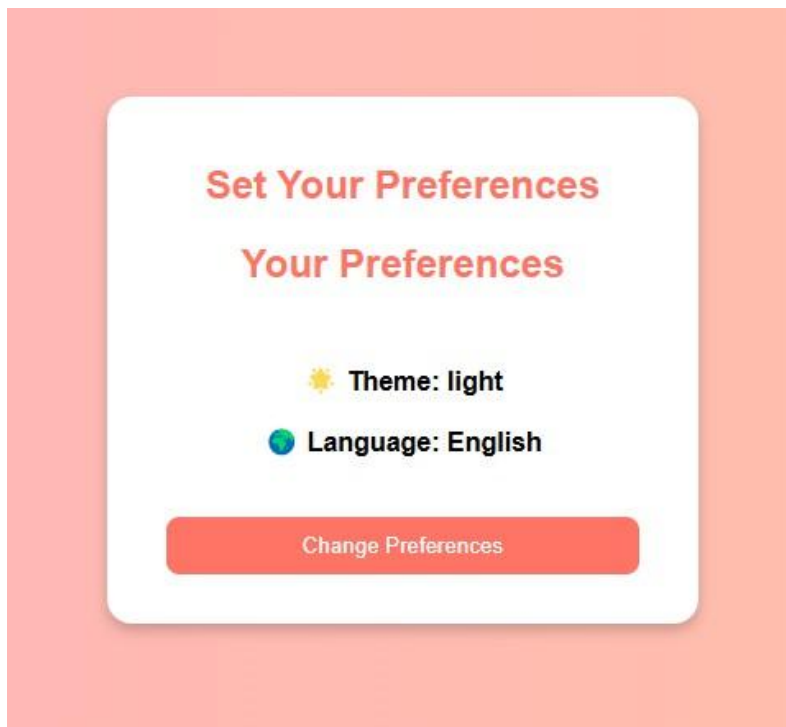 Set Your Preferences
Your Preferences
🌟 Theme: light
🌍 Language: English
Change Preferences